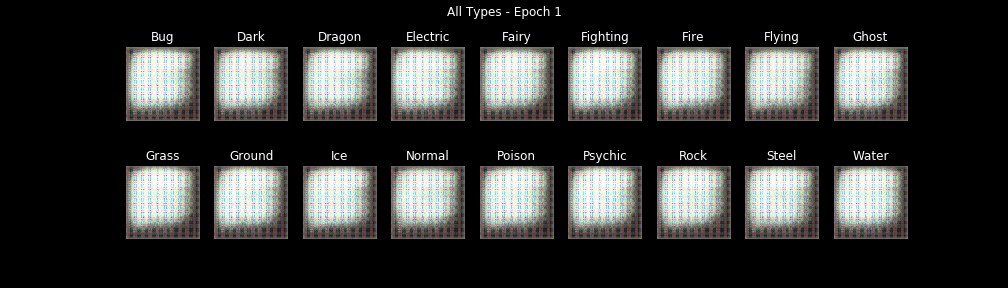 All Types - Epoch 1
Bug Dark Dragon Electric Fairy Fighting Fire Flying Ghost
Grass Ground Ice Normal Poison Psychic Rock Steel Water